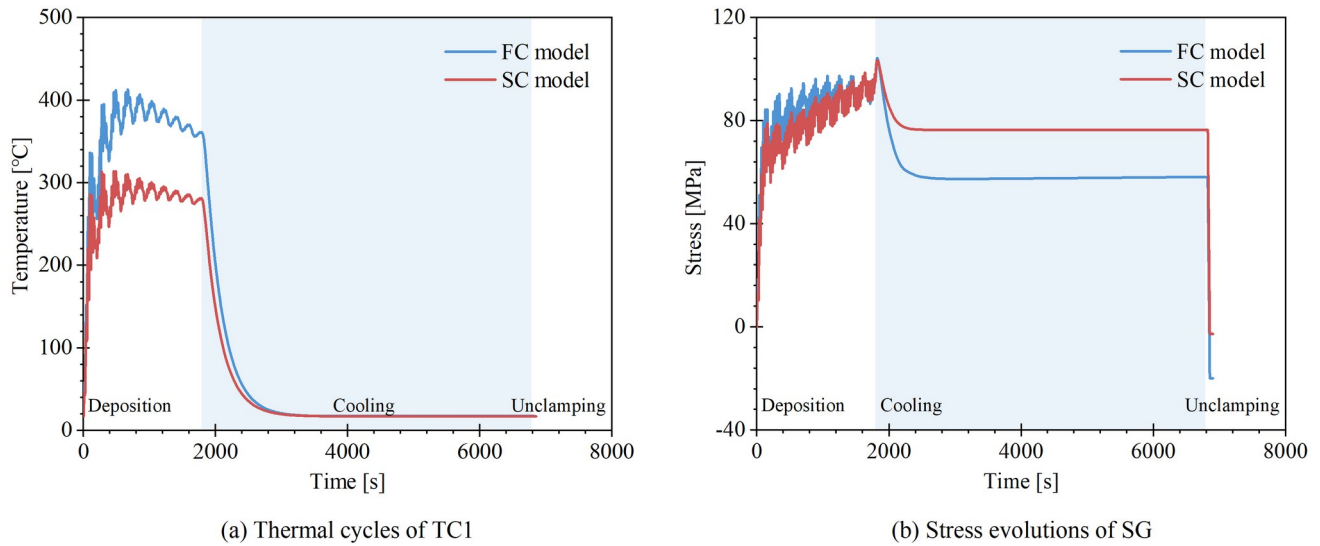 500
400
300
200
100
0
Temperature [°C]
FC model
SC model
Deposition
Cooling
Unclamping
0
2000
4000
6000
8000
Time [s]
(a) Thermal cycles of TC1
120
80
40
0
-40
Stress [MPa]
FC model
SC model
Deposition
Cooling
Unclamping
0
2000
4000
6000
8000
Time [s]
(b) Stress evolutions of SG